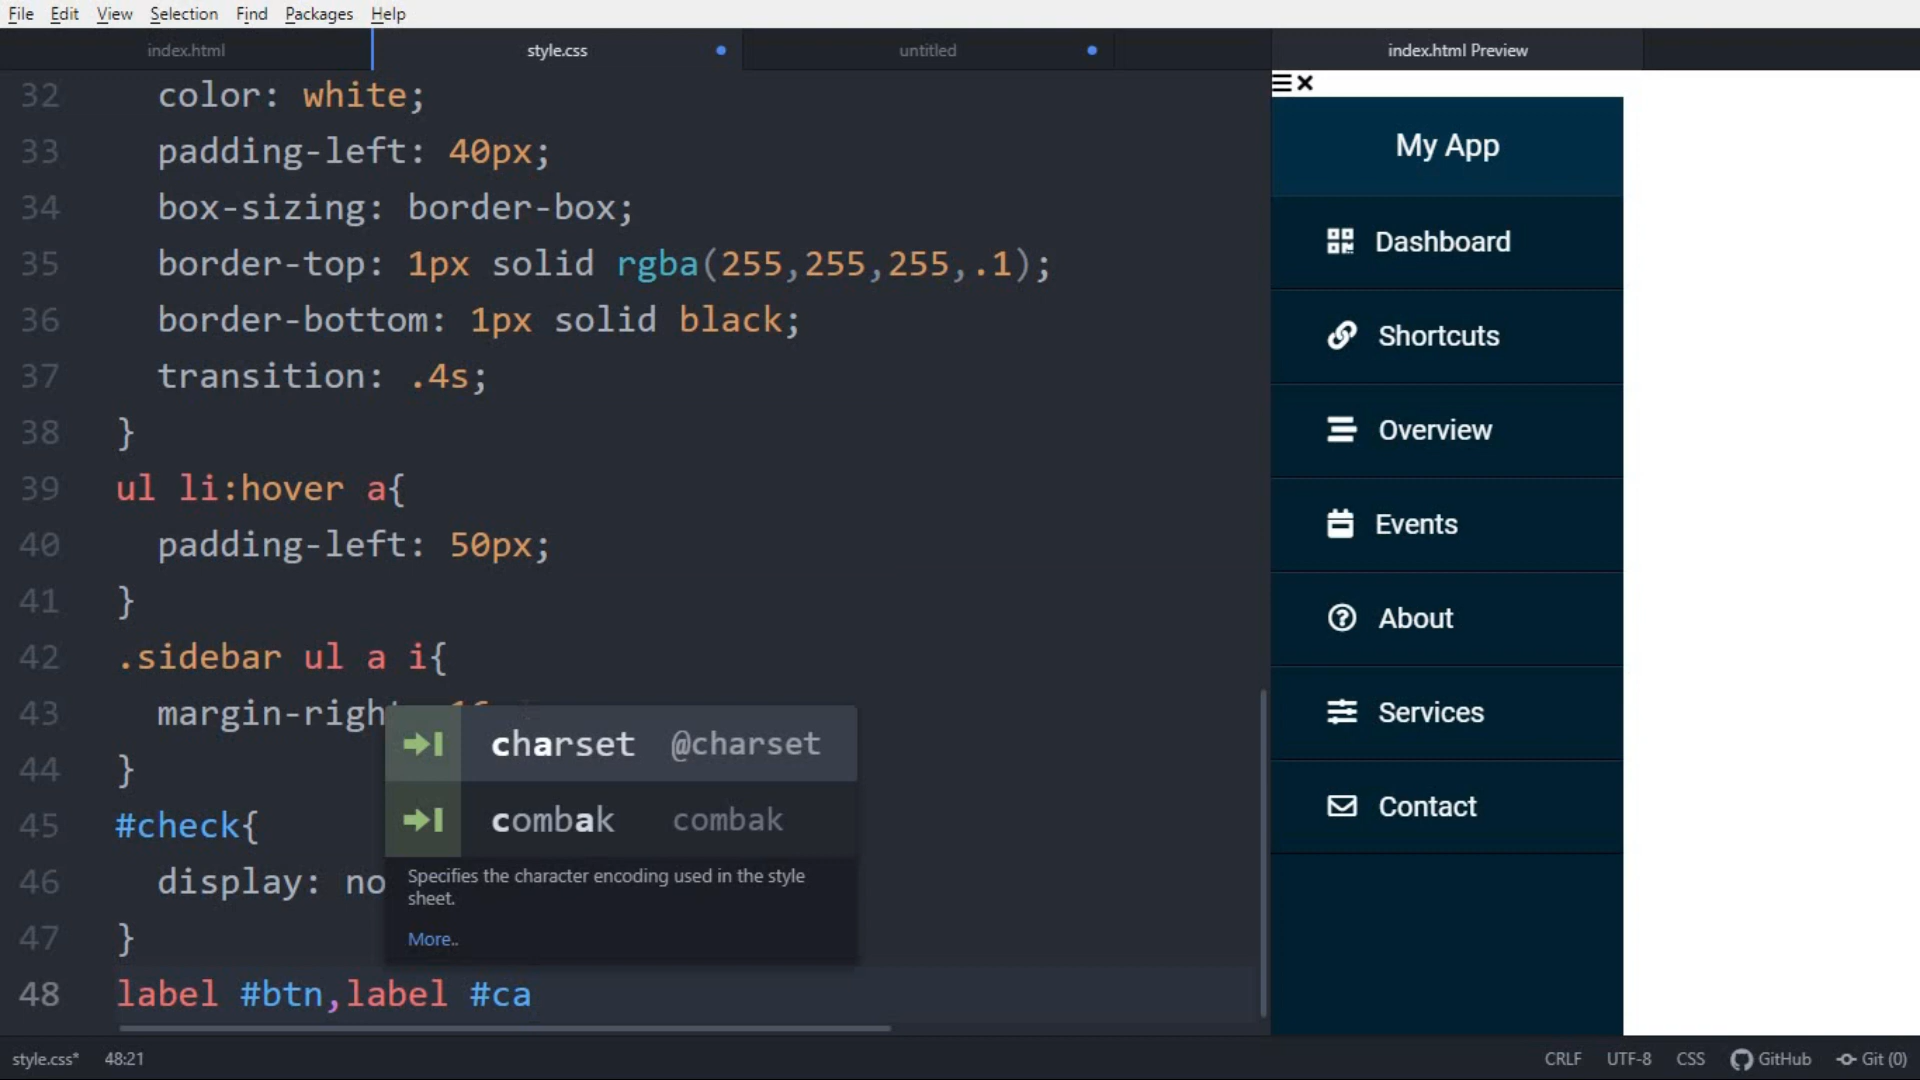 File Edit View Selection Find Packages Help
index.html style.css untitled index.html Preview
32 color: white;
33 padding-left: 40px;
34 box-sizing: border-box;
35 border-top: 1px solid rgba(255,255,255,.1);
36 border-bottom: 1px solid black;
37 transition: .4s;
38 }
39 ul li:hover a{
40 padding-left: 50px;
41 }
42 .sidebar ul a i{
43 margin-right
44 }
45 #check{
46 display: no
47 }
48 label #btn,label #ca
charset @charset
combak combak
Specifies the character encoding used in the style
sheet.
More..
My App
Dashboard
Shortcuts
Overview
Events
About
Services
Contact
style.css* 48:21 CRLF UTF-8 CSS GitHub Git (0)